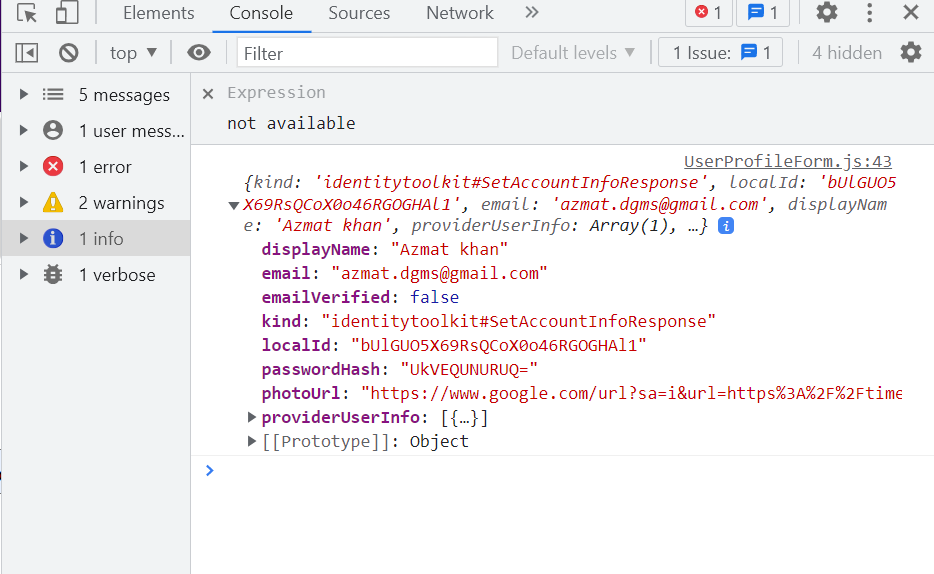 Elements Console Sources Network 1 1
top Filter Default levels 1 Issue: 1 4 hidden
5 messages
1 user mess...
1 error
2 warnings
1 info
1 verbose
Expression
not available
UserProfileForm.js:43
{kind: 'identitytoolkit#SetAccountInfoResponse', localId: 'bUlGUO5
X69RsQCoX0o46RGOGHAl1', email: 'azmat.dgms@gmail.com', displayNam
e: 'Azmat khan', providerUserInfo: Array(1), …}
displayName: "Azmat khan"
email: "azmat.dgms@gmail.com"
emailVerified: false
kind: "identitytoolkit#SetAccountInfoResponse"
localId: "bUlGUO5X69RsQCoX0o46RGOGHAl1"
passwordHash: "UkVEQUNURUQ="
photoUrl: "https://www.google.com/url?sa=i&url=https%3A%2F%2Ftime
providerUserInfo: [{…}]
[[Prototype]]: Object